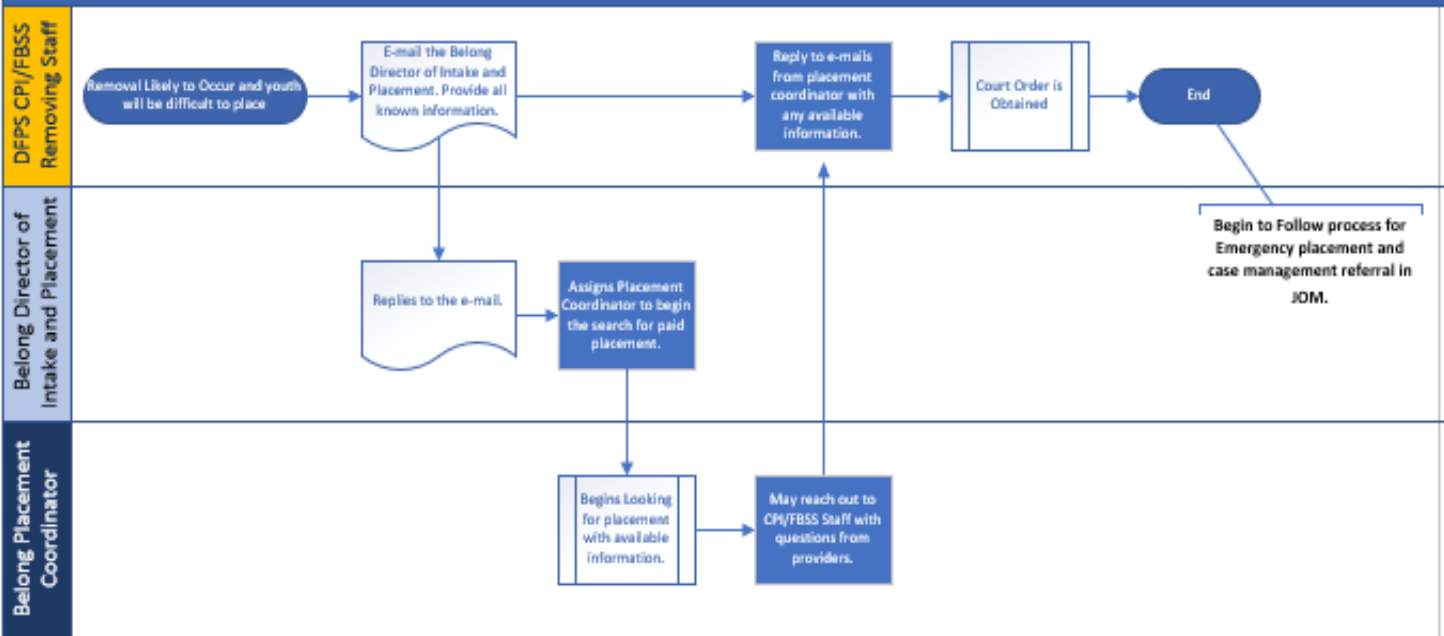 DFPS CPI/FBSS
Removing Staff
Removal Likely to Occur and youth
will be difficult to place
E-mail the Belong
Director of Intake and
Placement. Provide all
known information.
Reply to e-mails
from placement
coordinator with
any available
information.
Court Order is
Obtained
End
Begin to Follow process for
Emergency placement and
case management referral in
JOM.
Belong Director of
Intake and Placement
Replies to the e-mail.
Assigns Placement
Coordinator to begin
the search for paid
placement.
Belong Placement
Coordinator
Begins Looking
for placement
with available
information.
May reach out to
CPI/FBSS Staff with
questions from
providers.